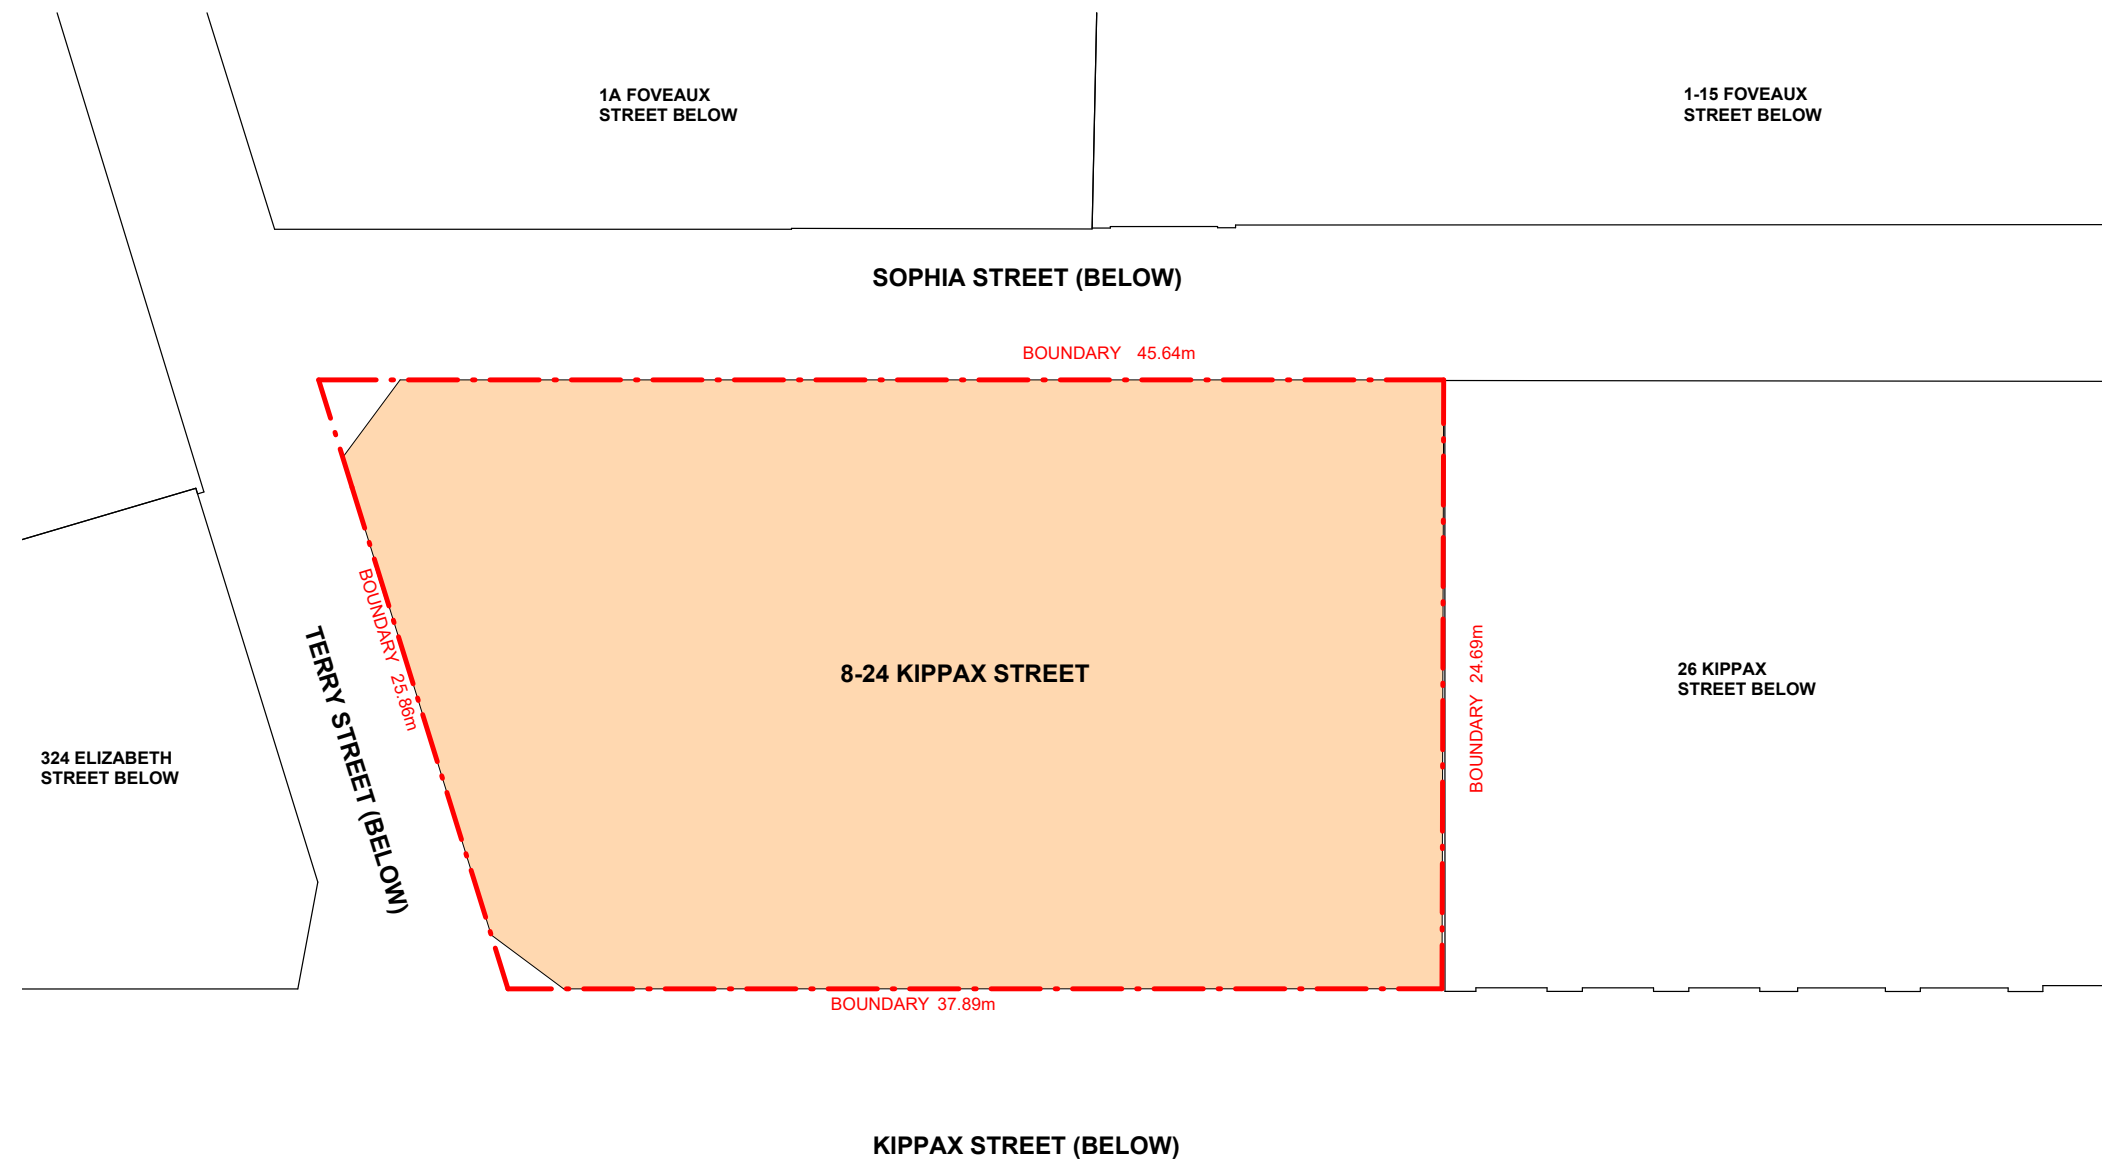 1A FOVEAUX
STREET BELOW
1-15 FOVEAUX
STREET BELOW
SOPHIA STREET (BELOW)
BOUNDARY 45.64m
BOUNDARY 25.86m
TERRY STREET (BELOW)
8-24 KIPPAX STREET
BOUNDARY 24.69m
26 KIPPAX
STREET BELOW
324 ELIZABETH
STREET BELOW
BOUNDARY 37.89m
KIPPAX STREET (BELOW)